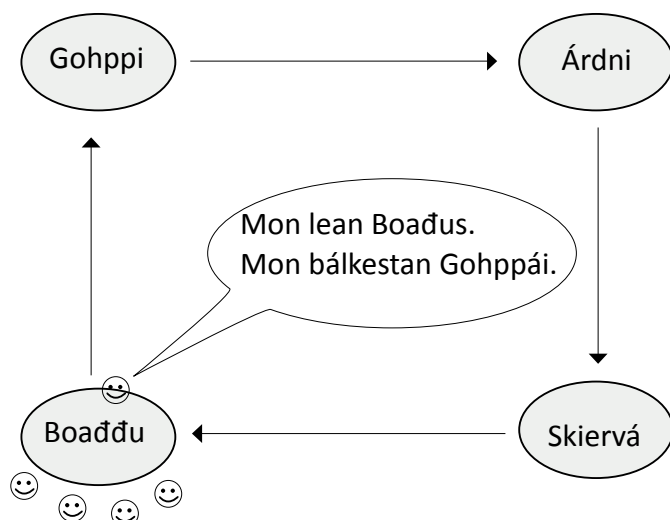 Gohppi
Árdni
Mon lean Boađus.
Mon bálkestan Gohppái.
Boađđu
Skiervá